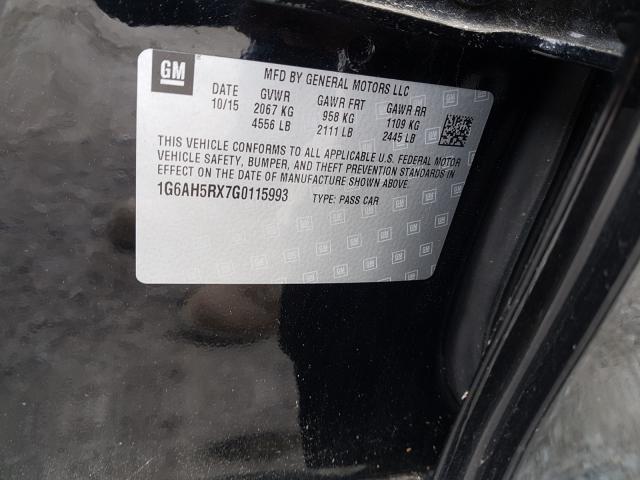 GM
MFD BY GENERAL MOTORS LLC
DATE GVWR GAWR FRT GAWR RR
10/15 2067 KG 958 KG 1109 KG
4556 LB 2111 LB 2445 LB
THIS VEHICLE CONFORMS TO ALL APPLICABLE U.S. FEDERAL MOTOR
VEHICLE SAFETY, BUMPER, AND THEFT PREVENTION STANDARDS IN
EFFECT ON THE DATE OF MANUFACTURE SHOWN ABOVE.
1G6AH5RX7G0115993 TYPE: PASS CAR